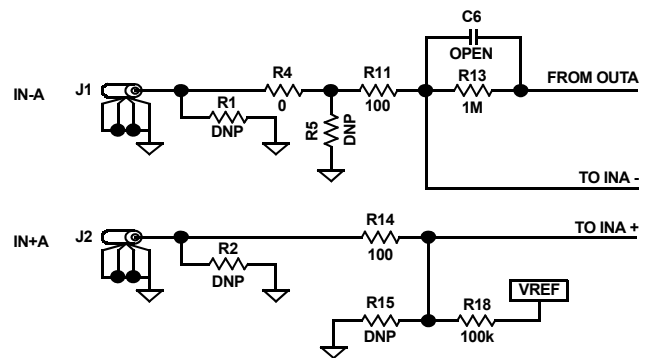 C6
OPEN
IN-A
J1
R4
0
R11
100
R13
1M
FROM OUTA
R1
DNP
R5
DNP
TO INA -
IN+A
J2
R14
100
TO INA +
R2
DNP
R15
DNP
R18
100k
VREF